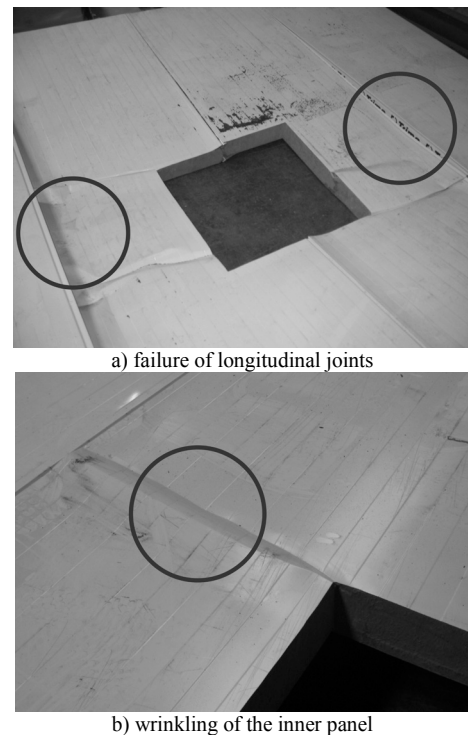 a) failure of longitudinal joints
b) wrinkling of the inner panel